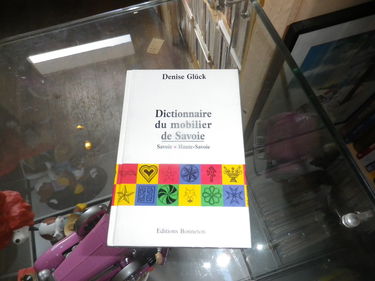 Denise Glück
Dictionnaire
du mobilier
de Savoie
Savoie • Haute-Savoie
Editions Bonneton